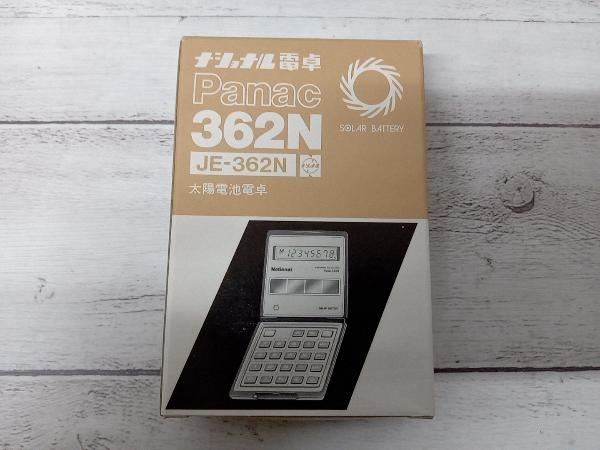 ナショナル電卓
Panac
362N
JE-362N
太陽電池電卓
SOLAR BATTERY
M 12345678.
National